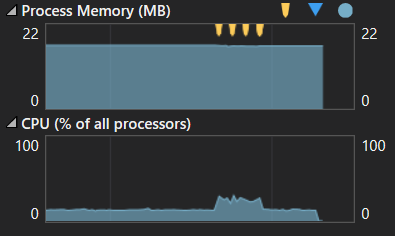 Process Memory (MB)
22 22
0 0
CPU (% of all processors)
100 100
0 0